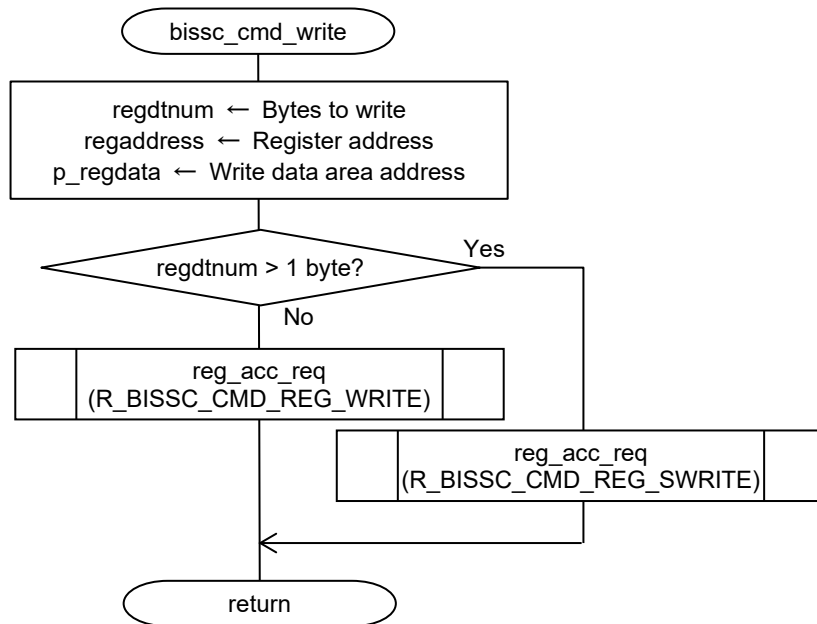 bissc_cmd_write
regdtnum ← Bytes to write
regaddress ← Register address
p_regdata ← Write data area address
regdtnum > 1 byte?
Yes
No
reg_acc_req
(R_BISSC_CMD_REG_WRITE)
reg_acc_req
(R_BISSC_CMD_REG_SWRITE)
return